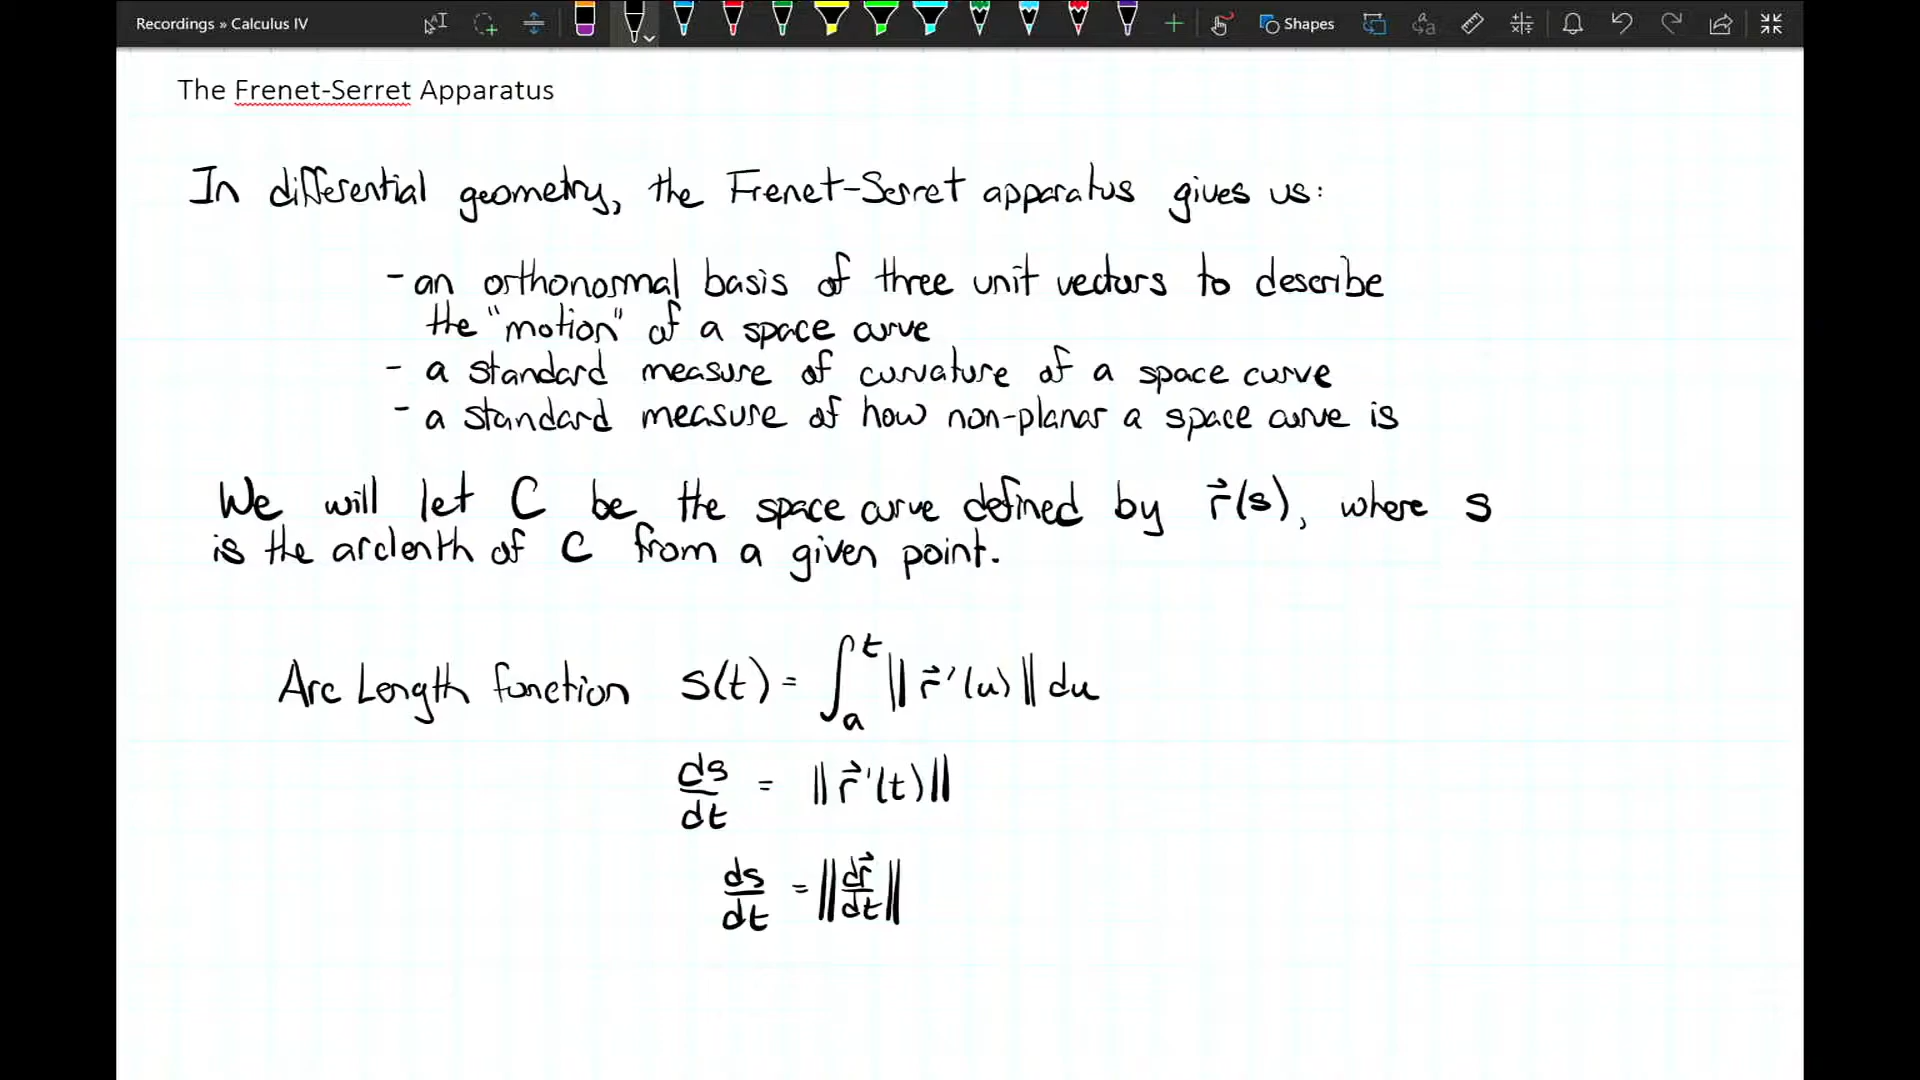 Recordings » Calculus IV
Shapes
The Frenet-Serret Apparatus
In differential geometry, the Frenet-Serret apparatus gives us:
- an orthonormal basis of three unit vectors to describe
the "motion" of a space curve
- a standard measure of curvature of a space curve
- a standard measure of how non-planar a space curve is
We will let C be the space curve defined by r⃗(s), where s
is the arclenth of C from a given point.
Arc Length function s(t) = ∫ₐᵗ ‖r⃗'(u)‖ du
ds/dt = ‖r⃗'(t)‖
ds/dt = ‖dr⃗/dt‖